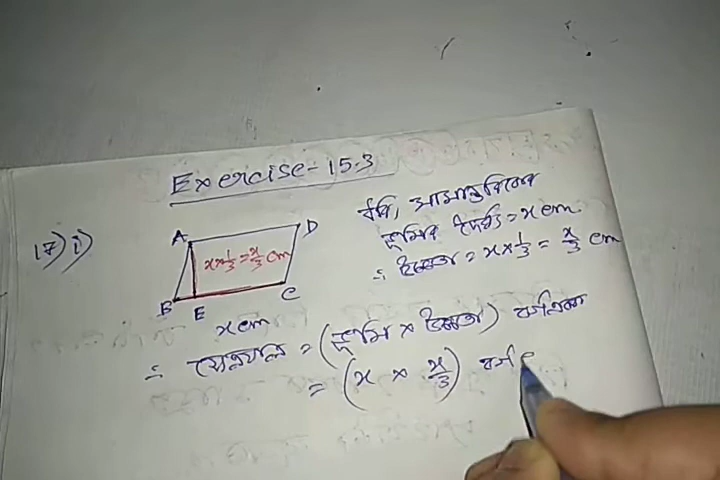 Exercise-15.3
17) i)
A
D
x×1/3=x/3 cm
B
E
C
x cm
ধরি, সামান্তরিকের
ভূমির দৈর্ঘ্য = x cm.
∴ উচ্চতা = x×1/3 = x/3 cm
∴ ক্ষেত্রফল = (ভূমি × উচ্চতা) বর্গএকক
= (x × x/3) বর্গ